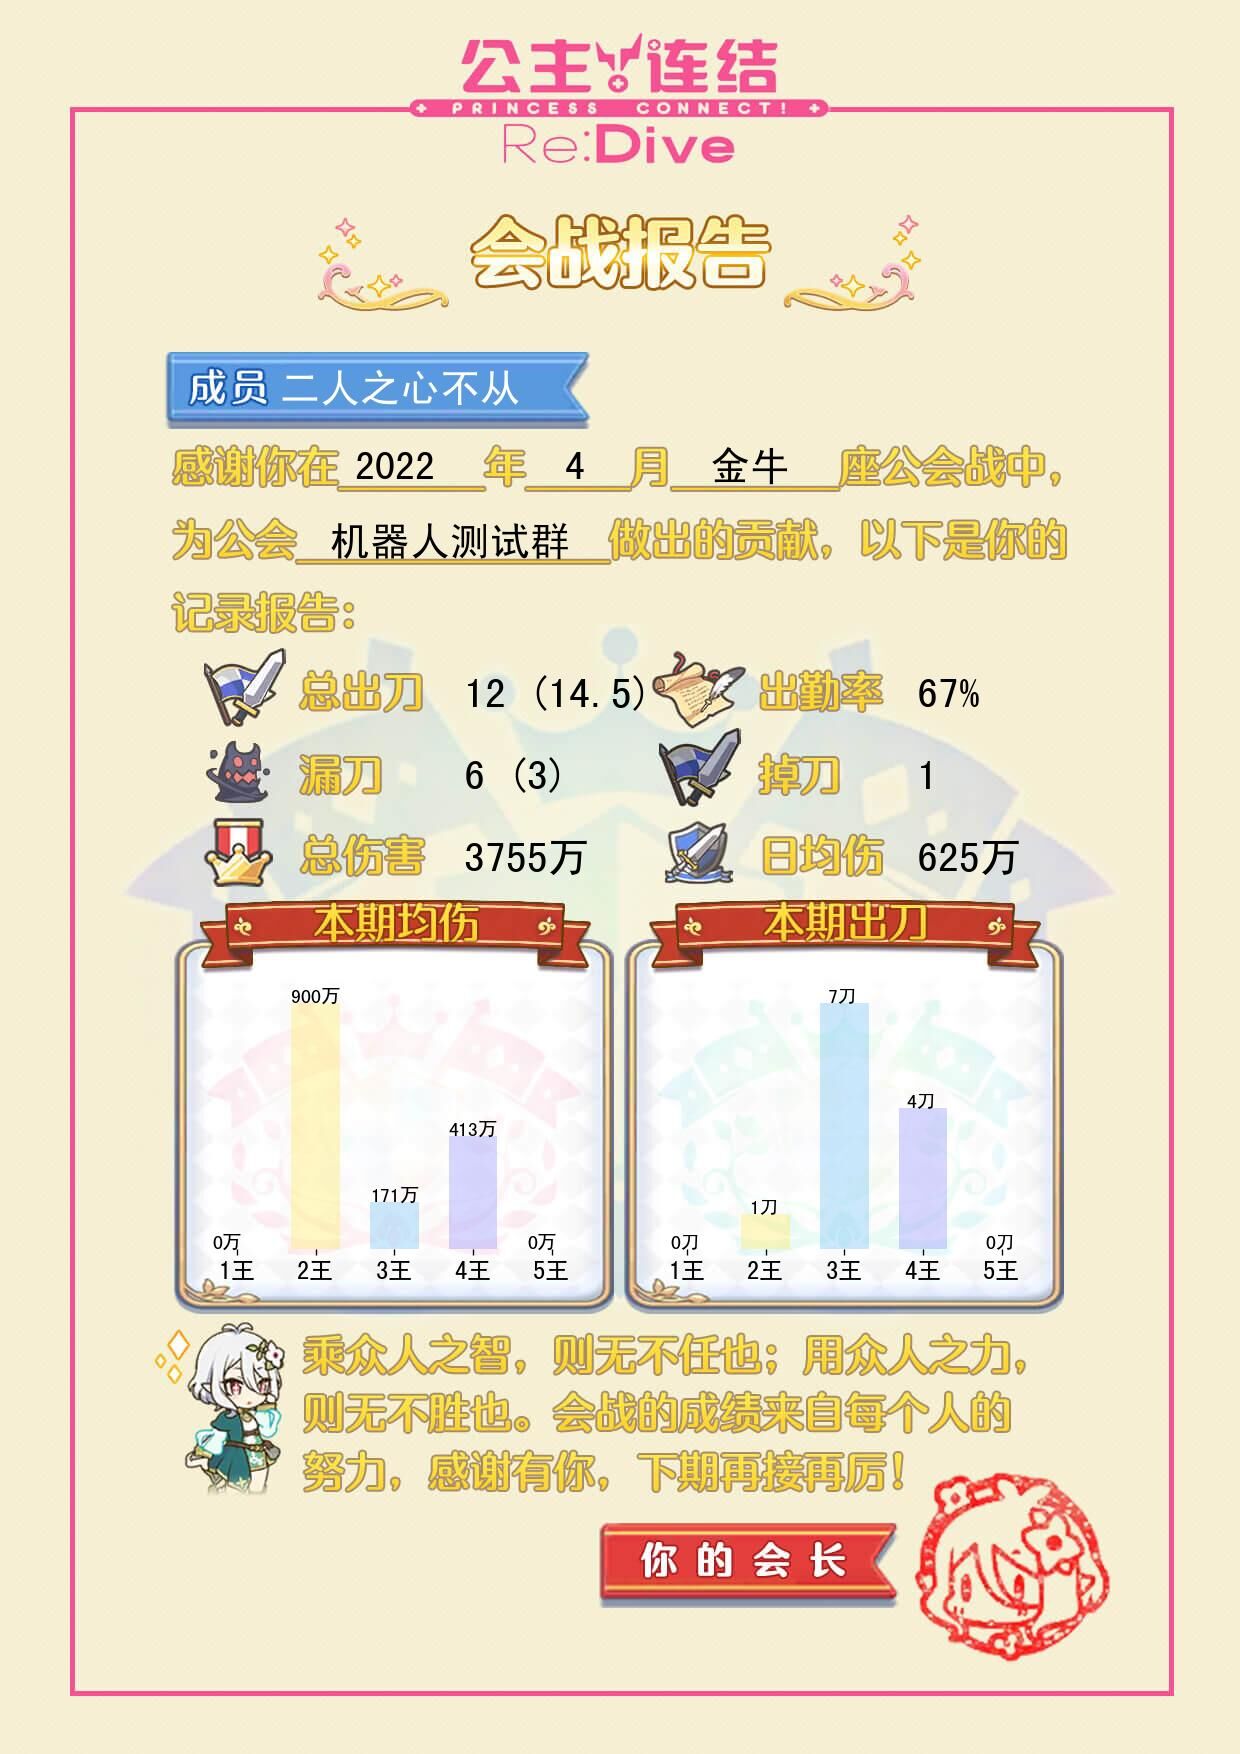 公主连结
PRINCESS CONNECT!
Re:Dive
会战报告
成员 二人之心不从
感谢你在 2022 年 4 月 金牛 座公会战中，
为公会 机器人测试群 做出的贡献，以下是你的
记录报告：
总出刀 12 (14.5) 出勤率 67%
漏刀 6 (3) 掉刀 1
总伤害 3755万 日均伤 625万
本期均伤
900万
413万
171万
0万 0万
1王 2王 3王 4王 5王
本期出刀
7刀
4刀
1刀
0刀 0刀
1王 2王 3王 4王 5王
乘众人之智，则无不任也；用众人之力，
则无不胜也。会战的成绩来自每个人的
努力，感谢有你，下期再接再厉！
你的会长